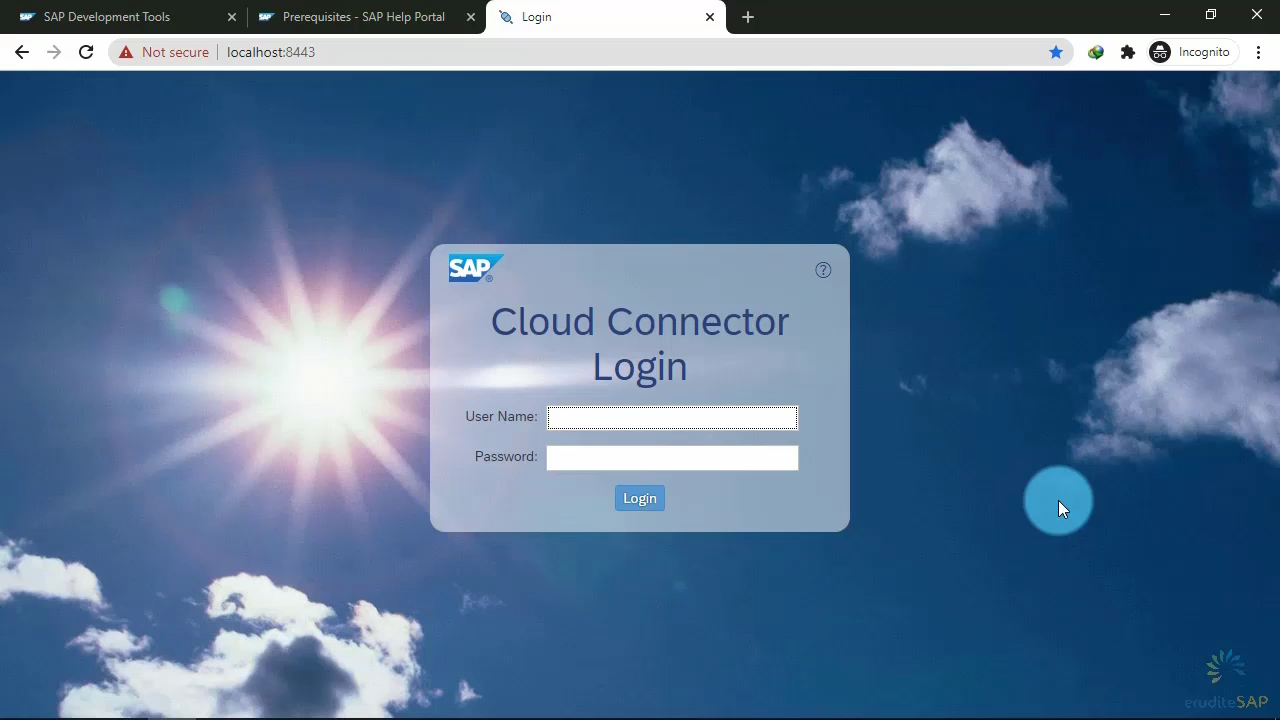 SAP Development Tools
Prerequisites - SAP Help Portal
Login
Not secure
localhost:8443
Incognito
SAP®
Cloud Connector
Login
User Name:
Password:
Login
eruditeSAP